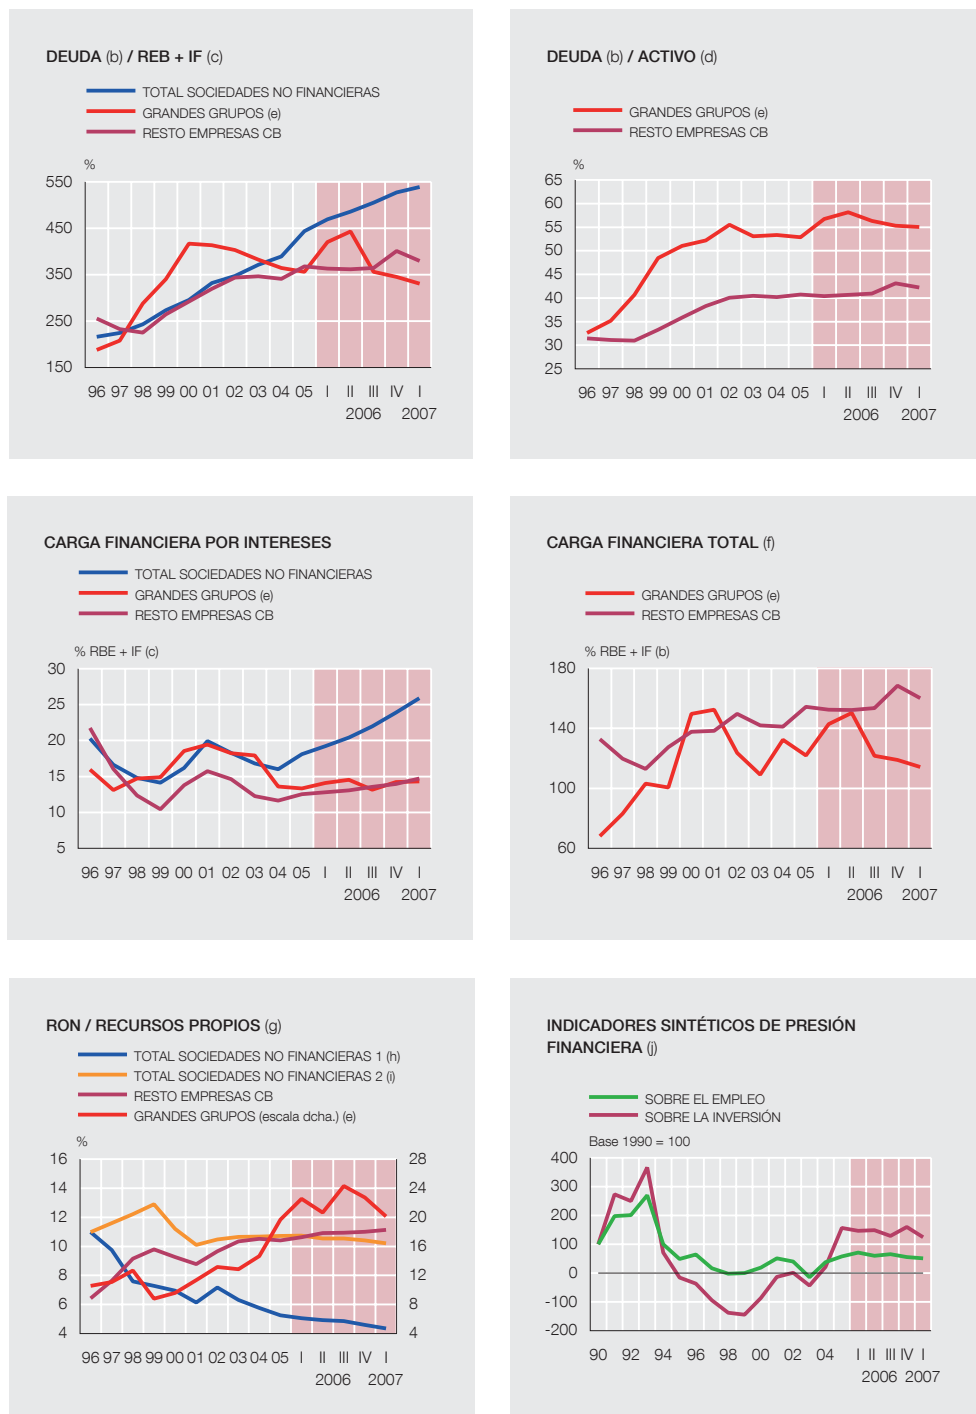 DEUDA (b) / REB + IF (c)
TOTAL SOCIEDADES NO FINANCIERAS
GRANDES GRUPOS (e)
RESTO EMPRESAS CB
%
550
450
350
250
150
96 97 98 99 00 01 02 03 04 05 I II III IV I
2006 2007
DEUDA (b) / ACTIVO (d)
GRANDES GRUPOS (e)
RESTO EMPRESAS CB
%
65
60
55
50
45
40
35
30
25
96 97 98 99 00 01 02 03 04 05 I II III IV I
2006 2007
CARGA FINANCIERA POR INTERESES
TOTAL SOCIEDADES NO FINANCIERAS
GRANDES GRUPOS (e)
RESTO EMPRESAS CB
% RBE + IF (c)
30
25
20
15
10
5
96 97 98 99 00 01 02 03 04 05 I II III IV I
2006 2007
CARGA FINANCIERA TOTAL (f)
GRANDES GRUPOS (e)
RESTO EMPRESAS CB
% RBE + IF (b)
180
140
100
60
96 97 98 99 00 01 02 03 04 05 I II III IV I
2006 2007
RON / RECURSOS PROPIOS (g)
TOTAL SOCIEDADES NO FINANCIERAS 1 (h)
TOTAL SOCIEDADES NO FINANCIERAS 2 (i)
RESTO EMPRESAS CB
GRANDES GRUPOS (escala dcha.) (e)
%
16 28
14 24
12 20
10 16
8 12
6 8
4 4
96 97 98 99 00 01 02 03 04 05 I II III IV I
2006 2007
INDICADORES SINTÉTICOS DE PRESIÓN
FINANCIERA (j)
SOBRE EL EMPLEO
SOBRE LA INVERSIÓN
Base 1990 = 100
400
300
200
100
0
-100
-200
90 92 94 96 98 00 02 04 I II III IV I
2006 2007